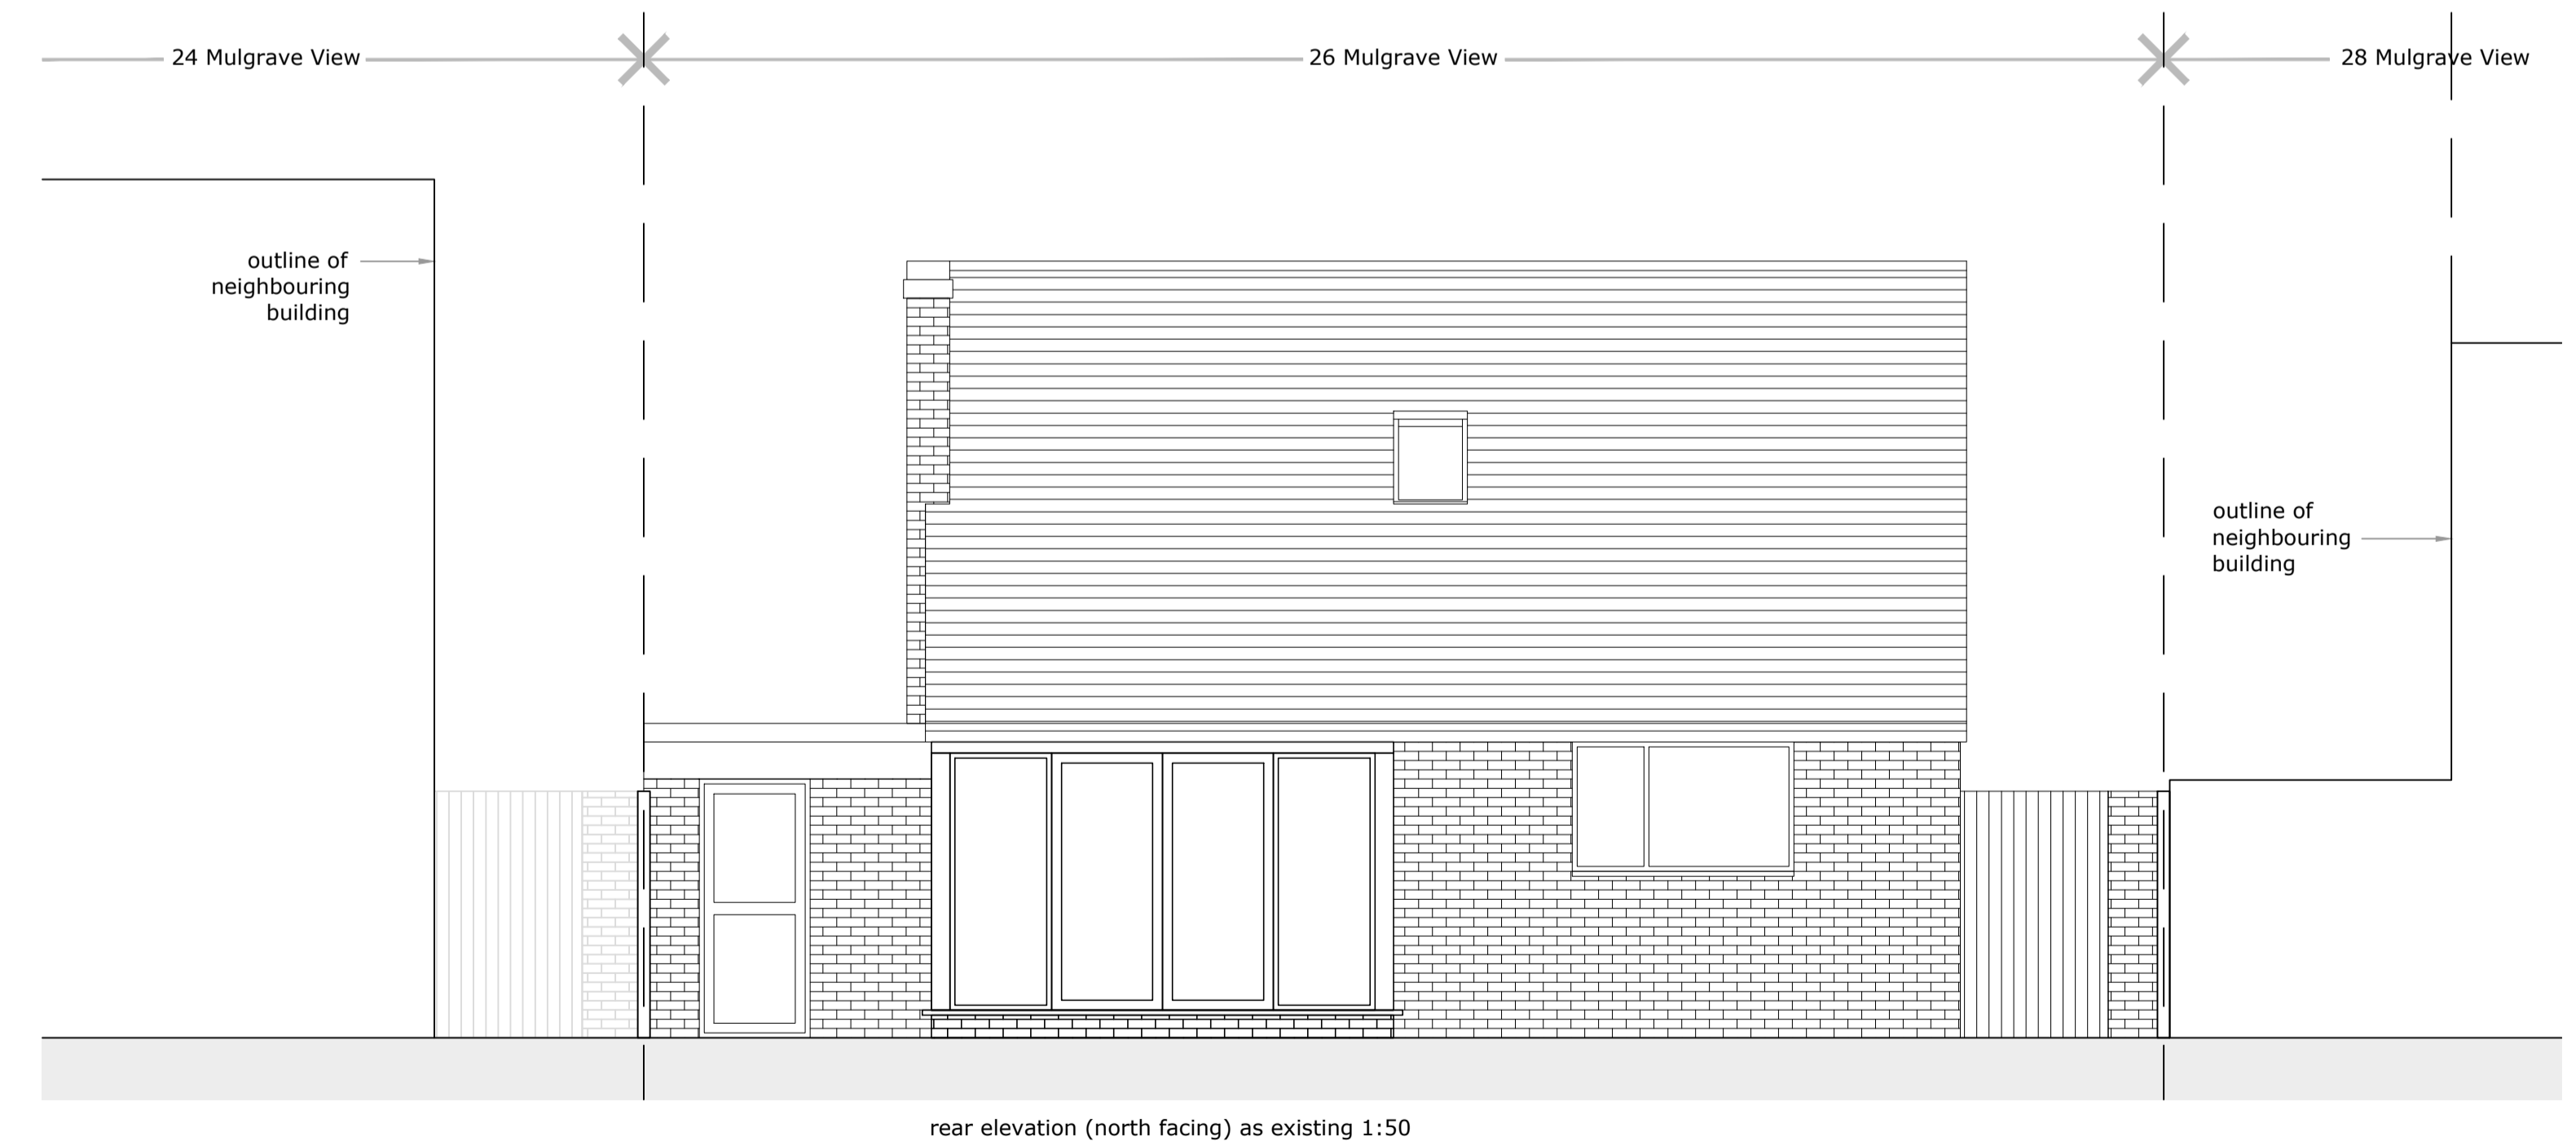 24 Mulgrave View
26 Mulgrave View
28 Mulgrave View
outline of
neighbouring
building
outline of
neighbouring
building
rear elevation (north facing) as existing 1:50